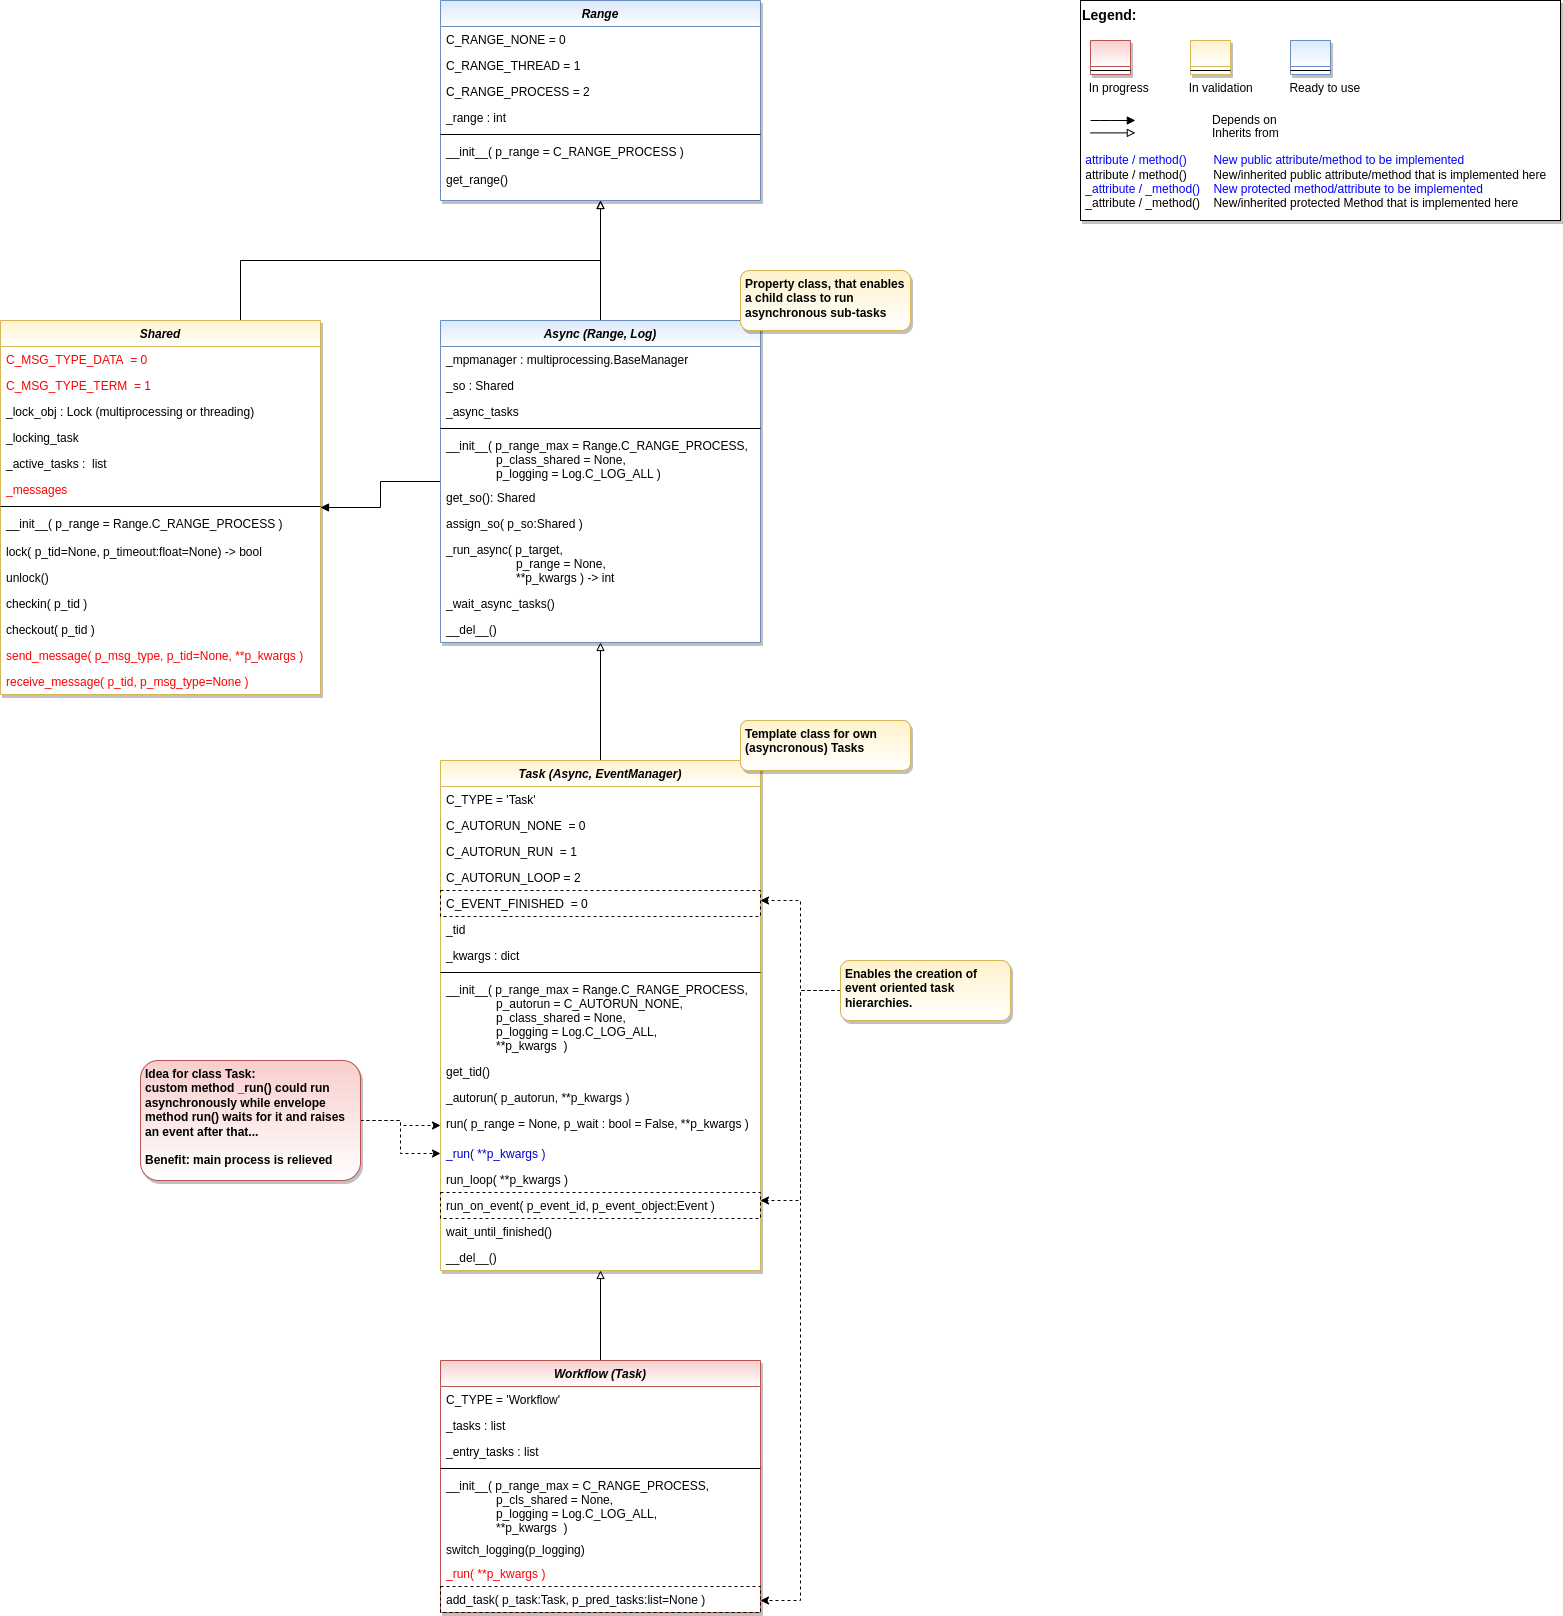 Range
C_RANGE_NONE = 0
C_RANGE_THREAD = 1
C_RANGE_PROCESS = 2
_range : int
__init__( p_range = C_RANGE_PROCESS )
get_range()
Legend:
In progress
In validation
Ready to use
Depends on
Inherits from
attribute / method() New public attribute/method to be implemented
attribute / method() New/inherited public attribute/method that is implemented here
_attribute / _method() New protected method/attribute to be implemented
_attribute / _method() New/inherited protected Method that is implemented here
Property class, that enables
a child class to run
asynchronous sub-tasks
Shared
C_MSG_TYPE_DATA  = 0
C_MSG_TYPE_TERM  = 1
_lock_obj : Lock (multiprocessing or threading)
_locking_task
_active_tasks :  list
_messages
__init__( p_range = Range.C_RANGE_PROCESS )
lock( p_tid=None, p_timeout:float=None) -> bool
unlock()
checkin( p_tid )
checkout( p_tid )
send_message( p_msg_type, p_tid=None, **p_kwargs )
receive_message( p_tid, p_msg_type=None )
Async (Range, Log)
_mpmanager : multiprocessing.BaseManager
_so : Shared
_async_tasks
__init__( p_range_max = Range.C_RANGE_PROCESS,
p_class_shared = None,
p_logging = Log.C_LOG_ALL )
get_so(): Shared
assign_so( p_so:Shared )
_run_async( p_target,
p_range = None,
**p_kwargs ) -> int
_wait_async_tasks()
__del__()
Template class for own
(asyncronous) Tasks
Task (Async, EventManager)
C_TYPE = 'Task'
C_AUTORUN_NONE  = 0
C_AUTORUN_RUN  = 1
C_AUTORUN_LOOP = 2
C_EVENT_FINISHED  = 0
_tid
_kwargs : dict
__init__( p_range_max = Range.C_RANGE_PROCESS,
p_autorun = C_AUTORUN_NONE,
p_class_shared = None,
p_logging = Log.C_LOG_ALL,
**p_kwargs  )
get_tid()
_autorun( p_autorun, **p_kwargs )
run( p_range = None, p_wait : bool = False, **p_kwargs )
_run( **p_kwargs )
run_loop( **p_kwargs )
run_on_event( p_event_id, p_event_object:Event )
wait_until_finished()
__del__()
Enables the creation of
event oriented task
hierarchies.
Idea for class Task:
custom method _run() could run
asynchronously while envelope
method run() waits for it and raises
an event after that...
Benefit: main process is relieved
Workflow (Task)
C_TYPE = 'Workflow'
_tasks : list
_entry_tasks : list
__init__( p_range_max = C_RANGE_PROCESS,
p_cls_shared = None,
p_logging = Log.C_LOG_ALL,
**p_kwargs  )
switch_logging(p_logging)
_run( **p_kwargs )
add_task( p_task:Task, p_pred_tasks:list=None )